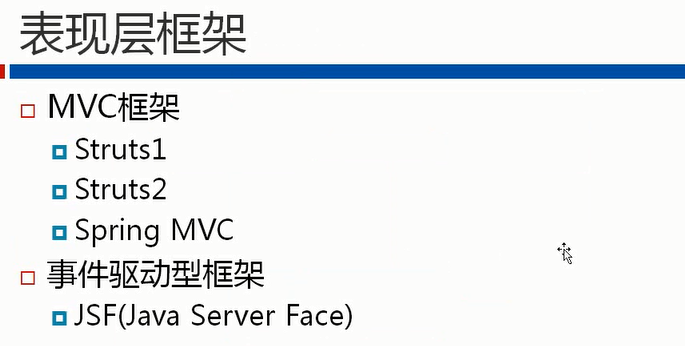 表现层框架
MVC框架
Struts1
Struts2
Spring MVC
事件驱动型框架
JSF(Java Server Face)